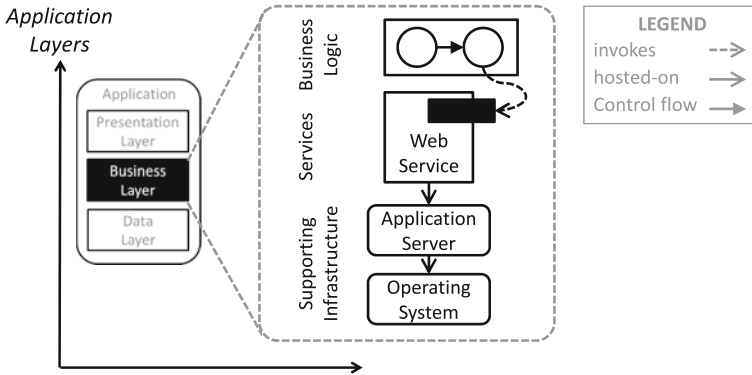 Application
Layers
Application
Presentation
Layer
Business
Layer
Data
Layer
Business
Logic
Services
Supporting
Infrastructure
Web
Service
Application
Server
Operating
System
LEGEND
invokes
hosted-on
Control flow